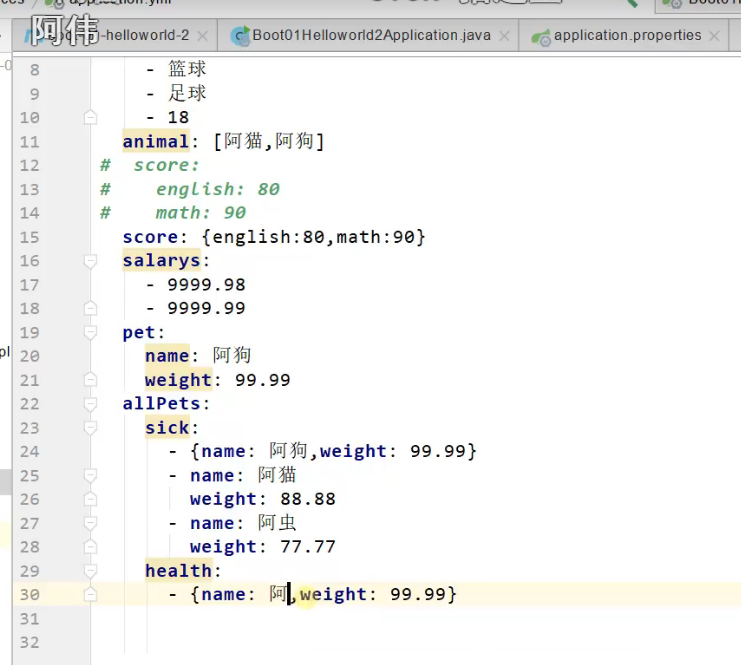 阿伟
-helloworld-2
Boot01Helloworld2Application.java
application.properties
8 - 篮球
9 - 足球
10 - 18
11 animal: [阿猫,阿狗]
12 # score:
13 # english: 80
14 # math: 90
15 score: {english:80,math:90}
16 salarys:
17 - 9999.98
18 - 9999.99
19 pet:
20 name: 阿狗
21 weight: 99.99
22 allPets:
23 sick:
24 - {name: 阿狗,weight: 99.99}
25 - name: 阿猫
26 weight: 88.88
27 - name: 阿虫
28 weight: 77.77
29 health:
30 - {name: 阿,weight: 99.99}
31
32